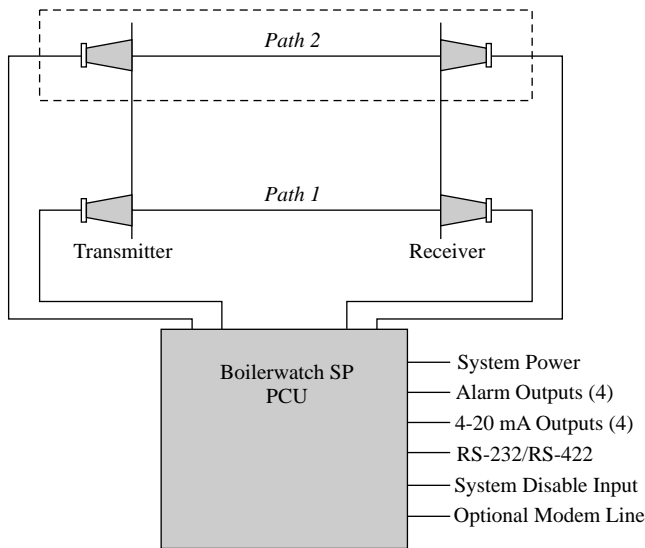 Path 2
Path 1
Transmitter
Receiver
Boilerwatch SP
PCU
System Power
Alarm Outputs (4)
4-20 mA Outputs (4)
RS-232/RS-422
System Disable Input
Optional Modem Line